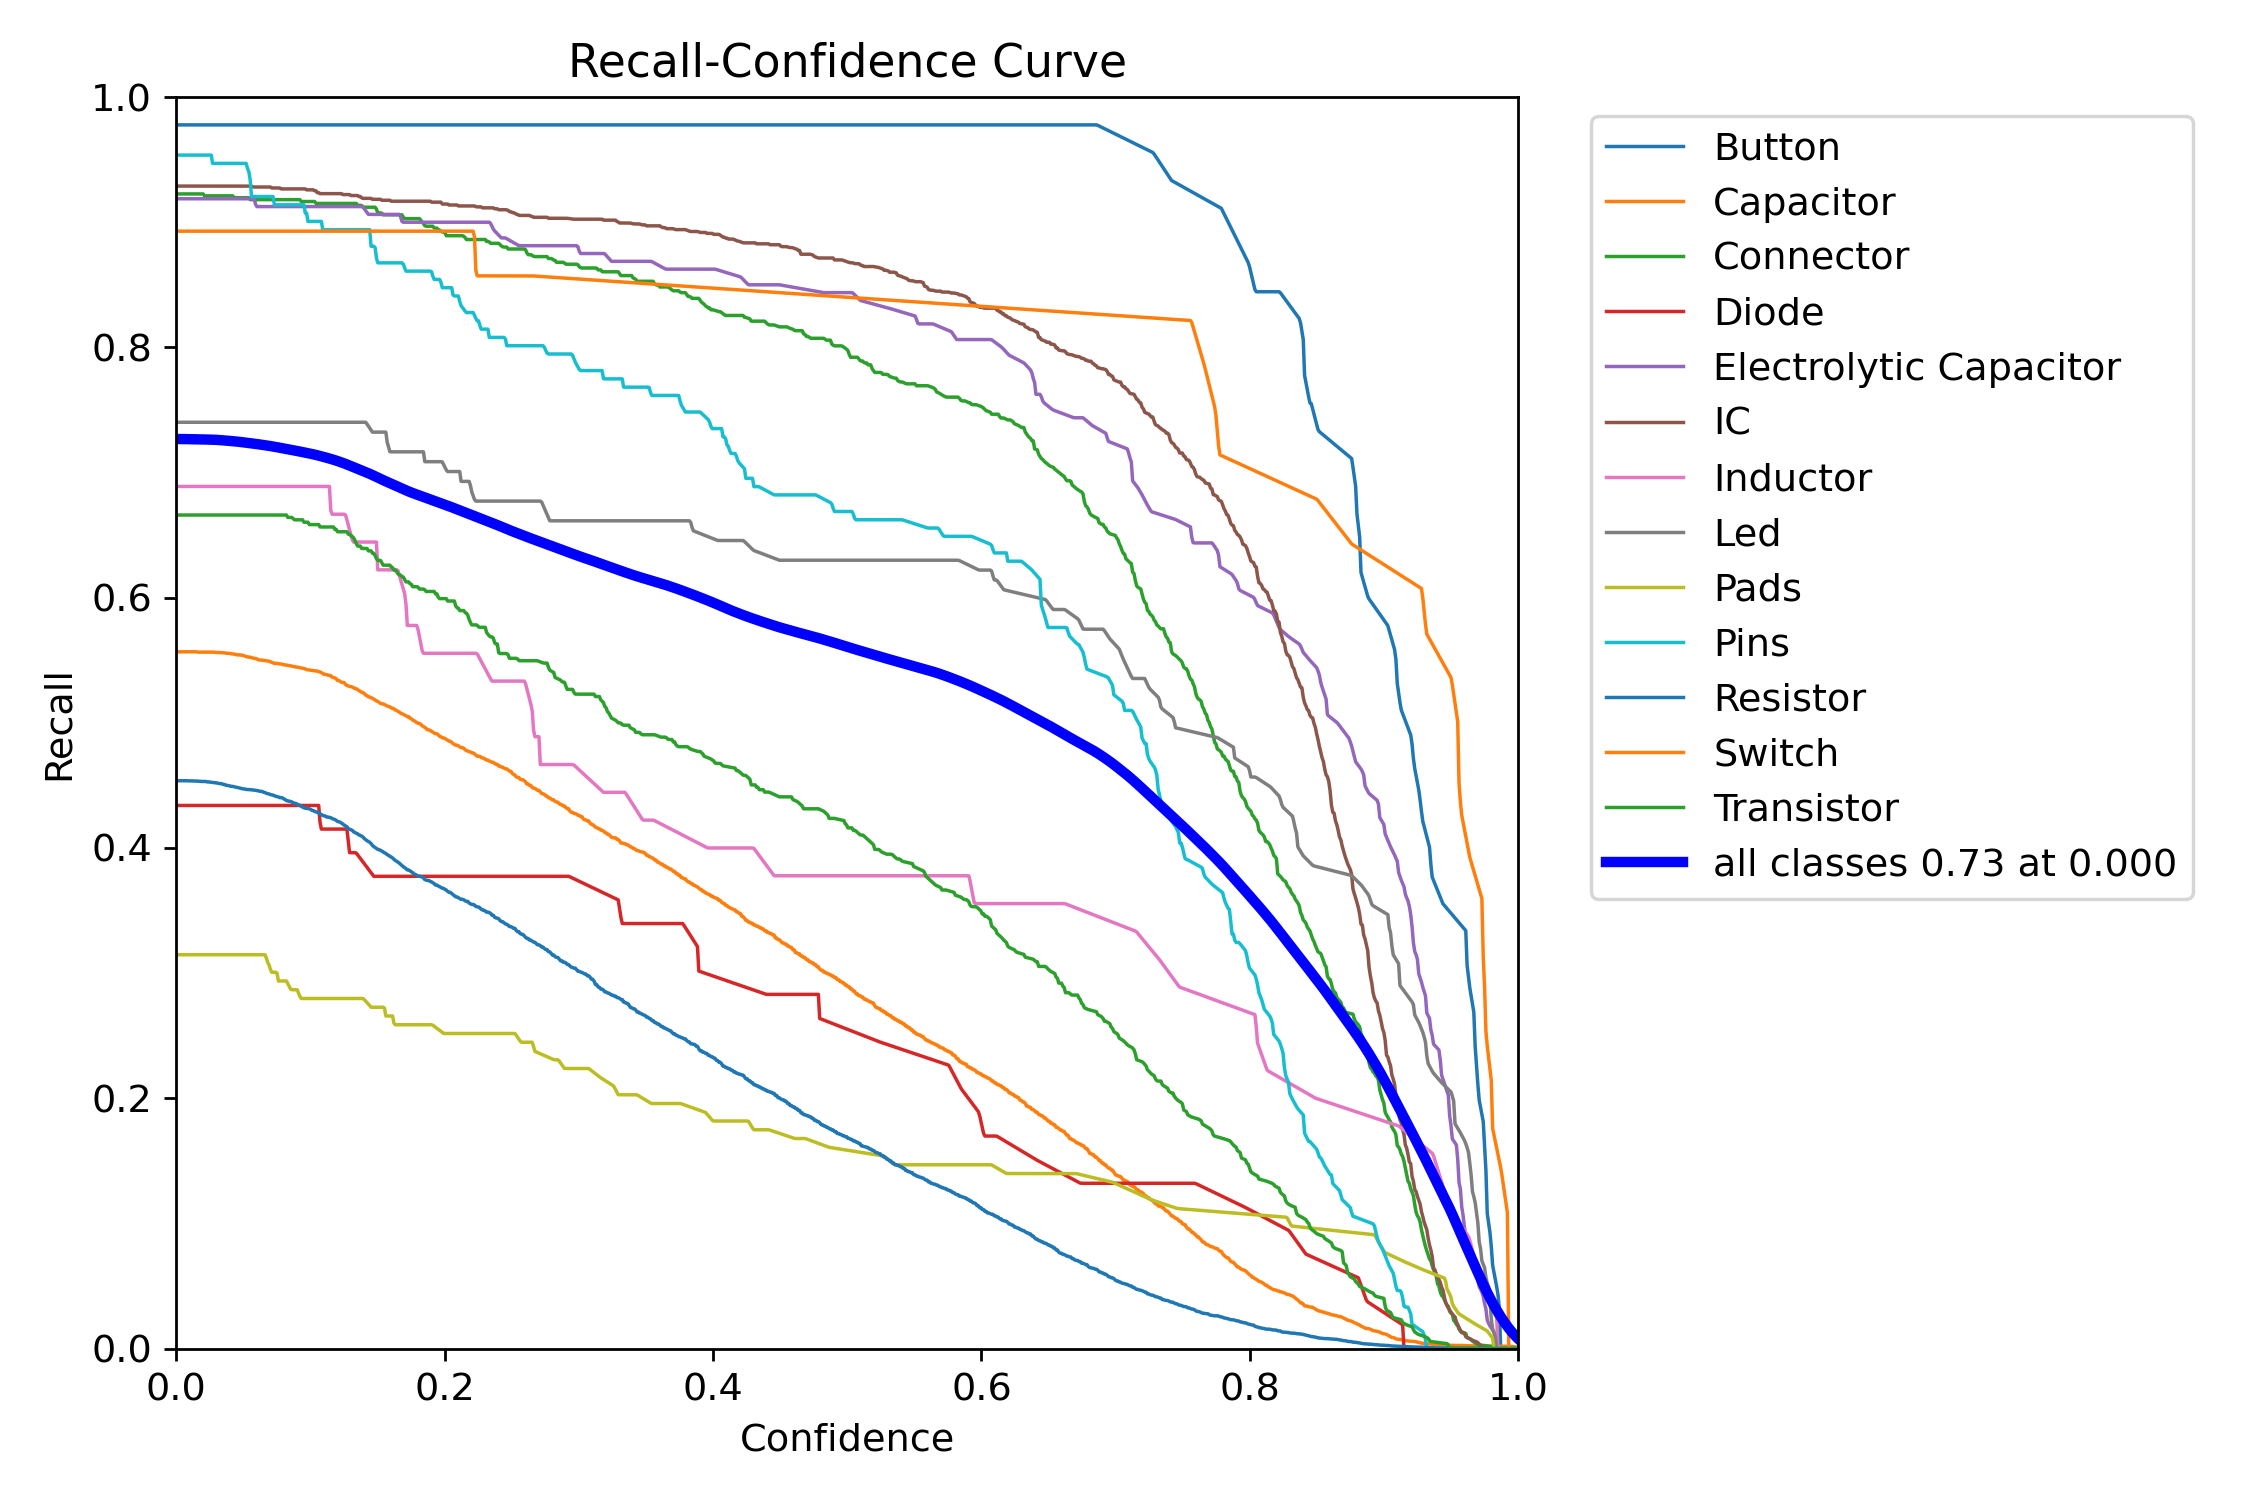 Recall-Confidence Curve
1.0
0.8
0.6
0.4
0.2
0.0
Recall
0.0 0.2 0.4 0.6 0.8 1.0
Confidence
Button
Capacitor
Connector
Diode
Electrolytic Capacitor
IC
Inductor
Led
Pads
Pins
Resistor
Switch
Transistor
all classes 0.73 at 0.000